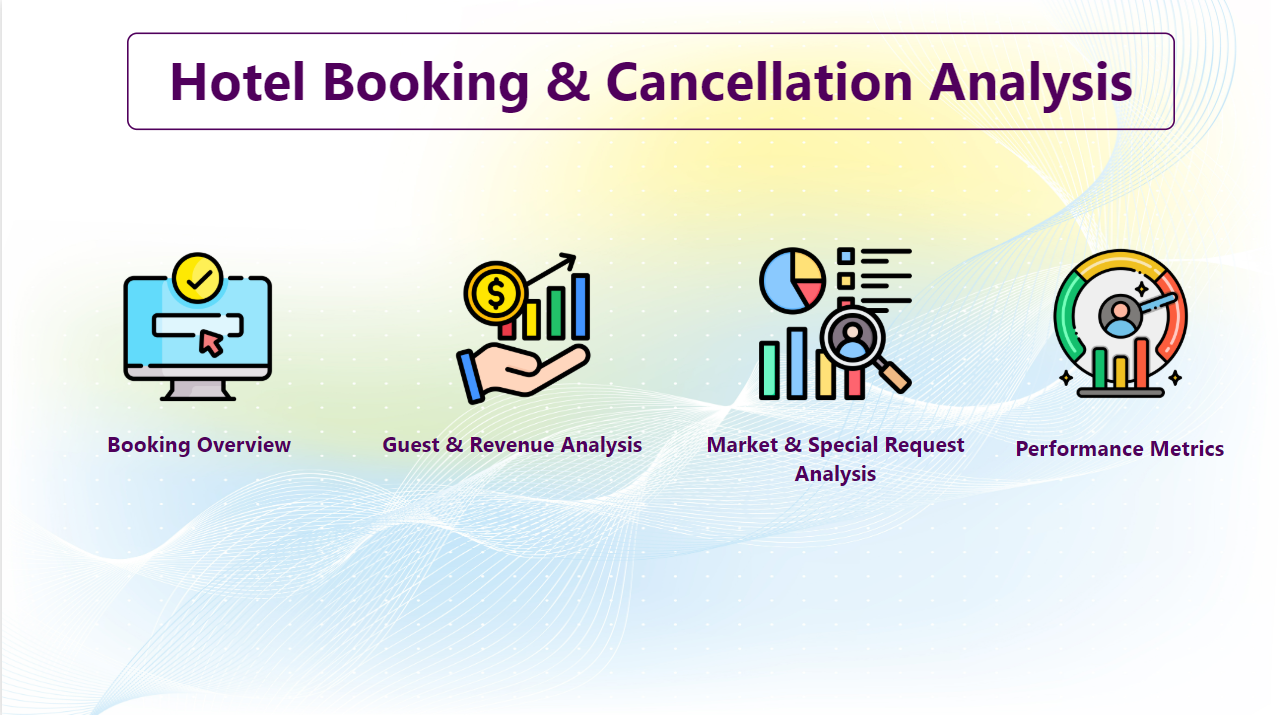 Hotel Booking & Cancellation Analysis
Booking Overview
Guest & Revenue Analysis
Market & Special Request
Analysis
Performance Metrics